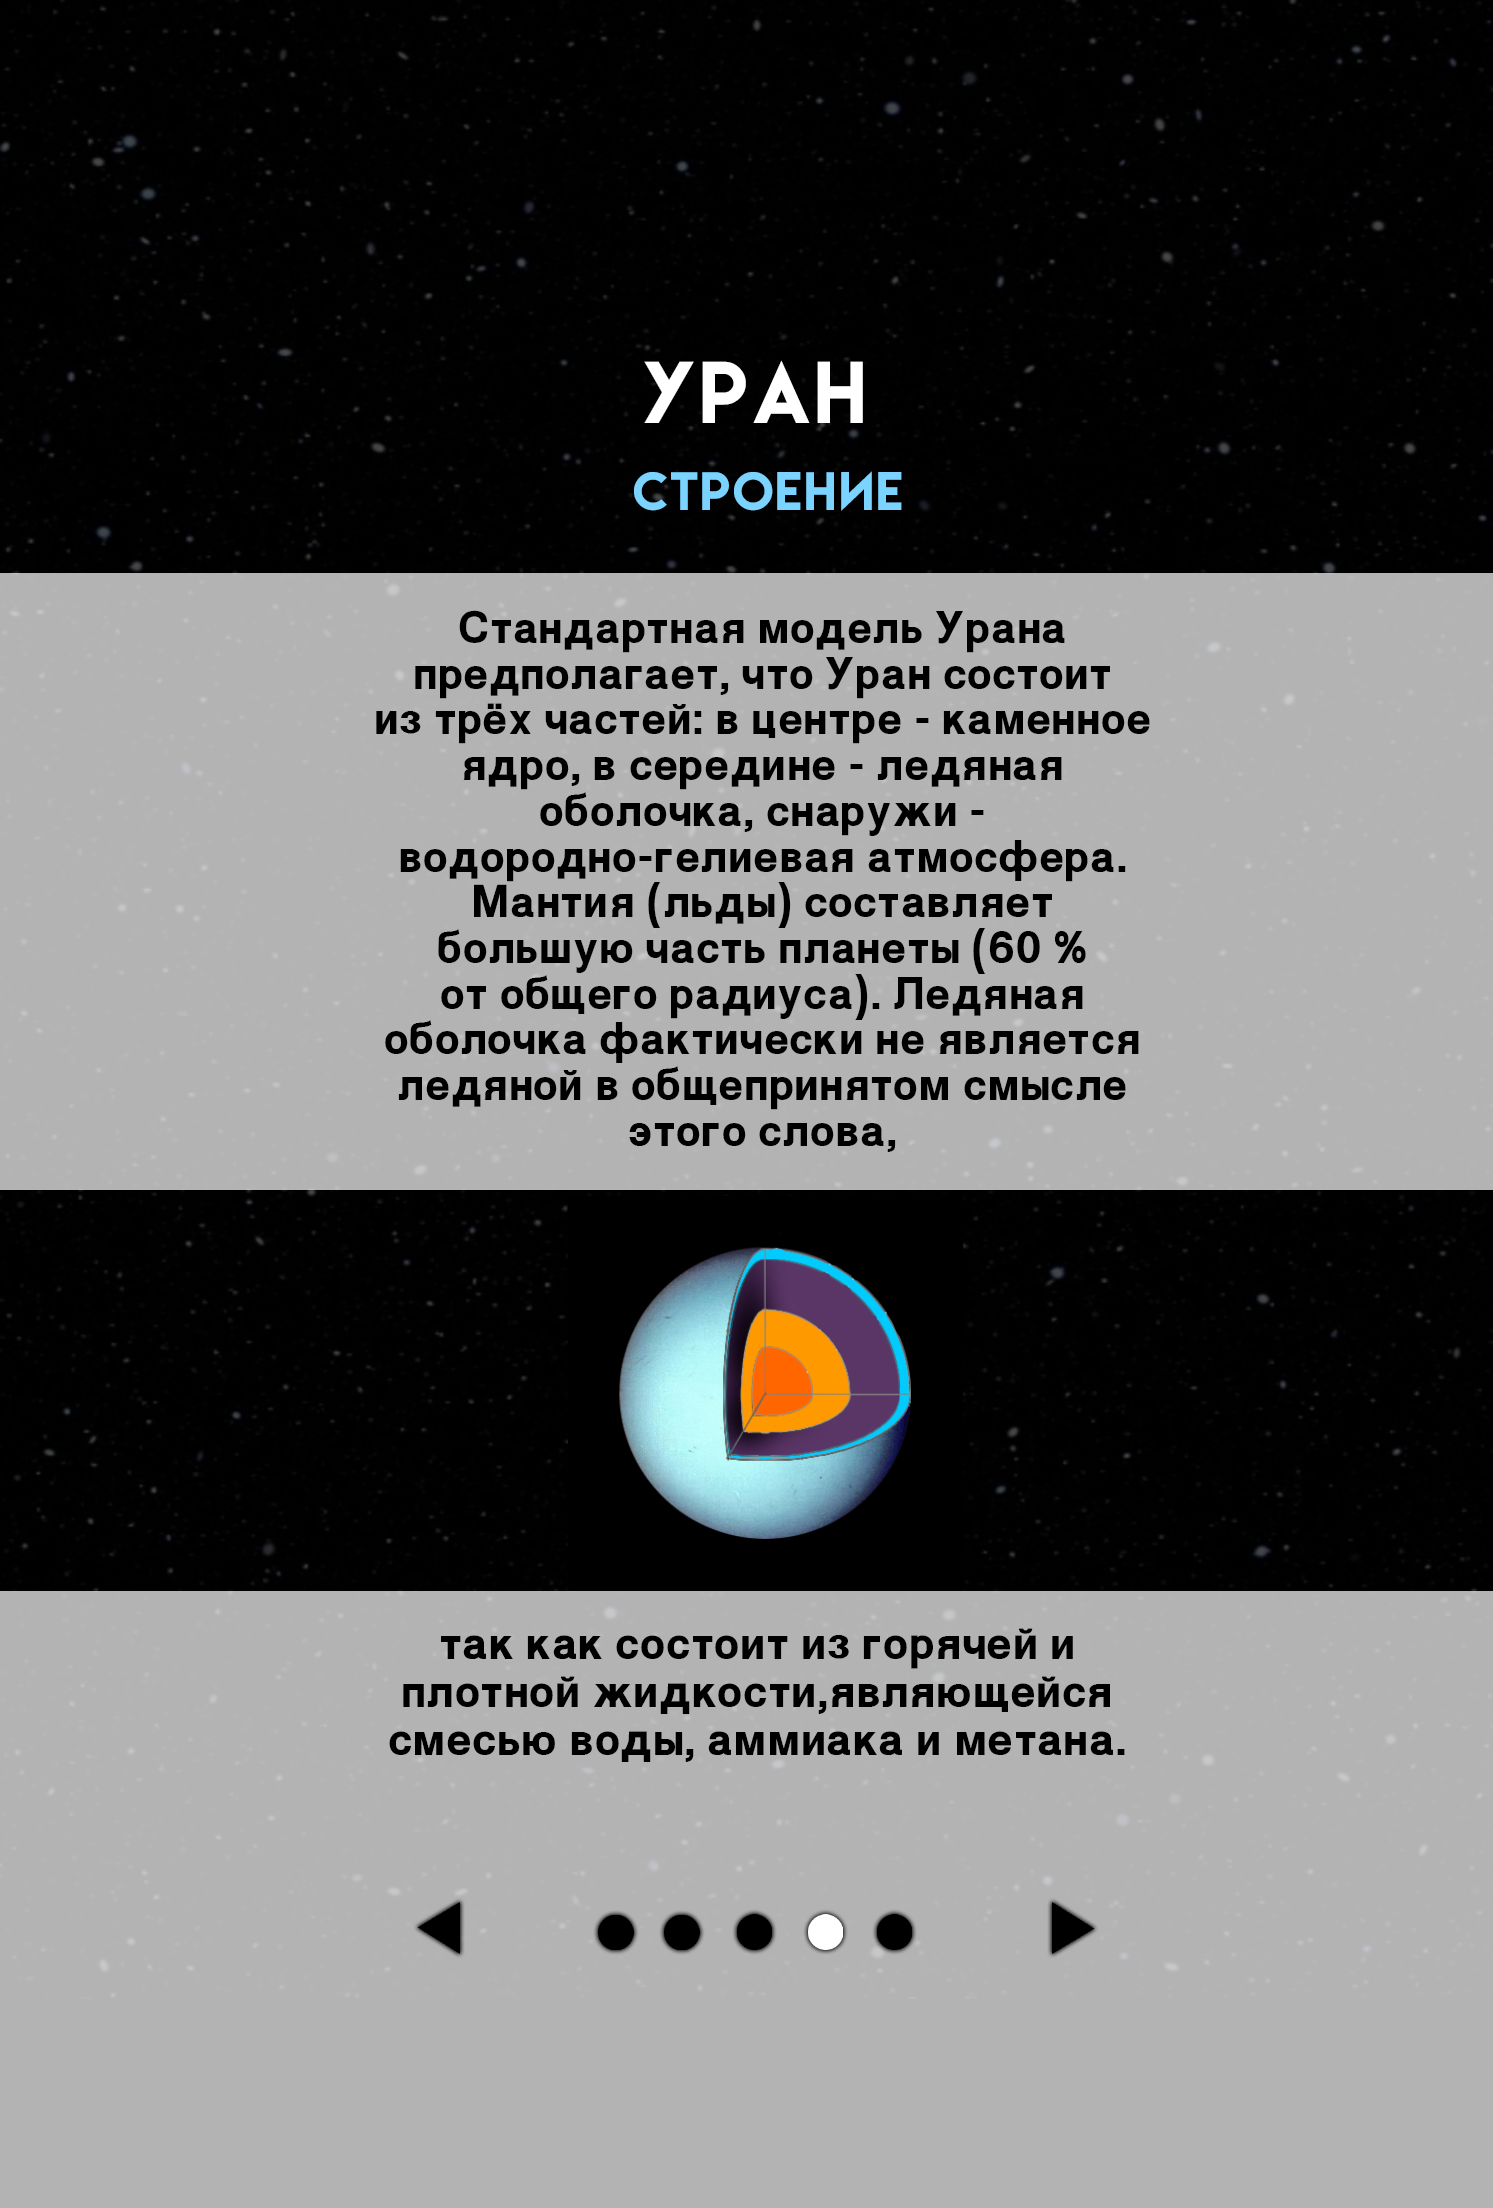 УРАН
СТРОЕНИЕ
Стандартная модель Урана
предполагает, что Уран состоит
из трёх частей: в центре - каменное
ядро, в середине - ледяная
оболочка, снаружи -
водородно-гелиевая атмосфера.
Мантия (льды) составляет
большую часть планеты (60 %
от общего радиуса). Ледяная
оболочка фактически не является
ледяной в общепринятом смысле
этого слова,
так как состоит из горячей и
плотной жидкости,являющейся
смесью воды, аммиака и метана.